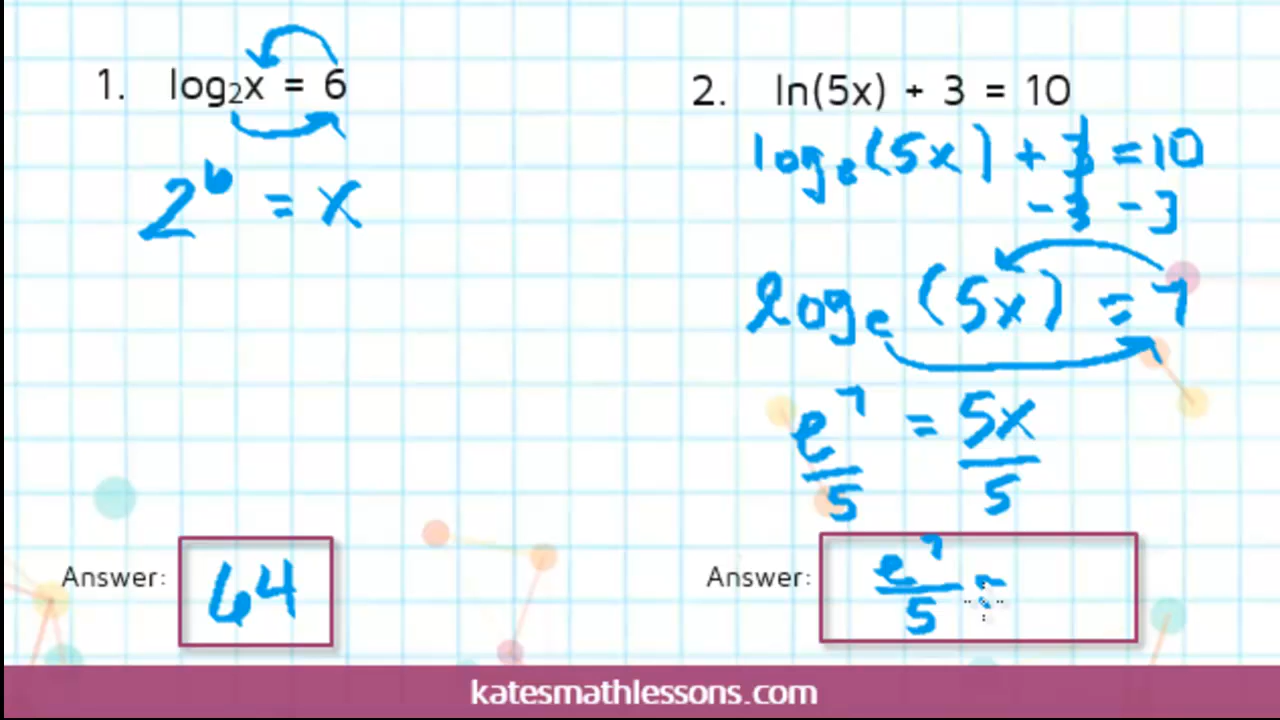 1. log₂x = 6
2⁶ = x
Answer: 64
2. ln(5x) + 3 = 10
logₑ(5x) + 3 = 10
- 3 - 3
logₑ(5x) = 7
e⁷ = 5x
5 5
Answer: e⁷/5 =
katesmathlessons.com